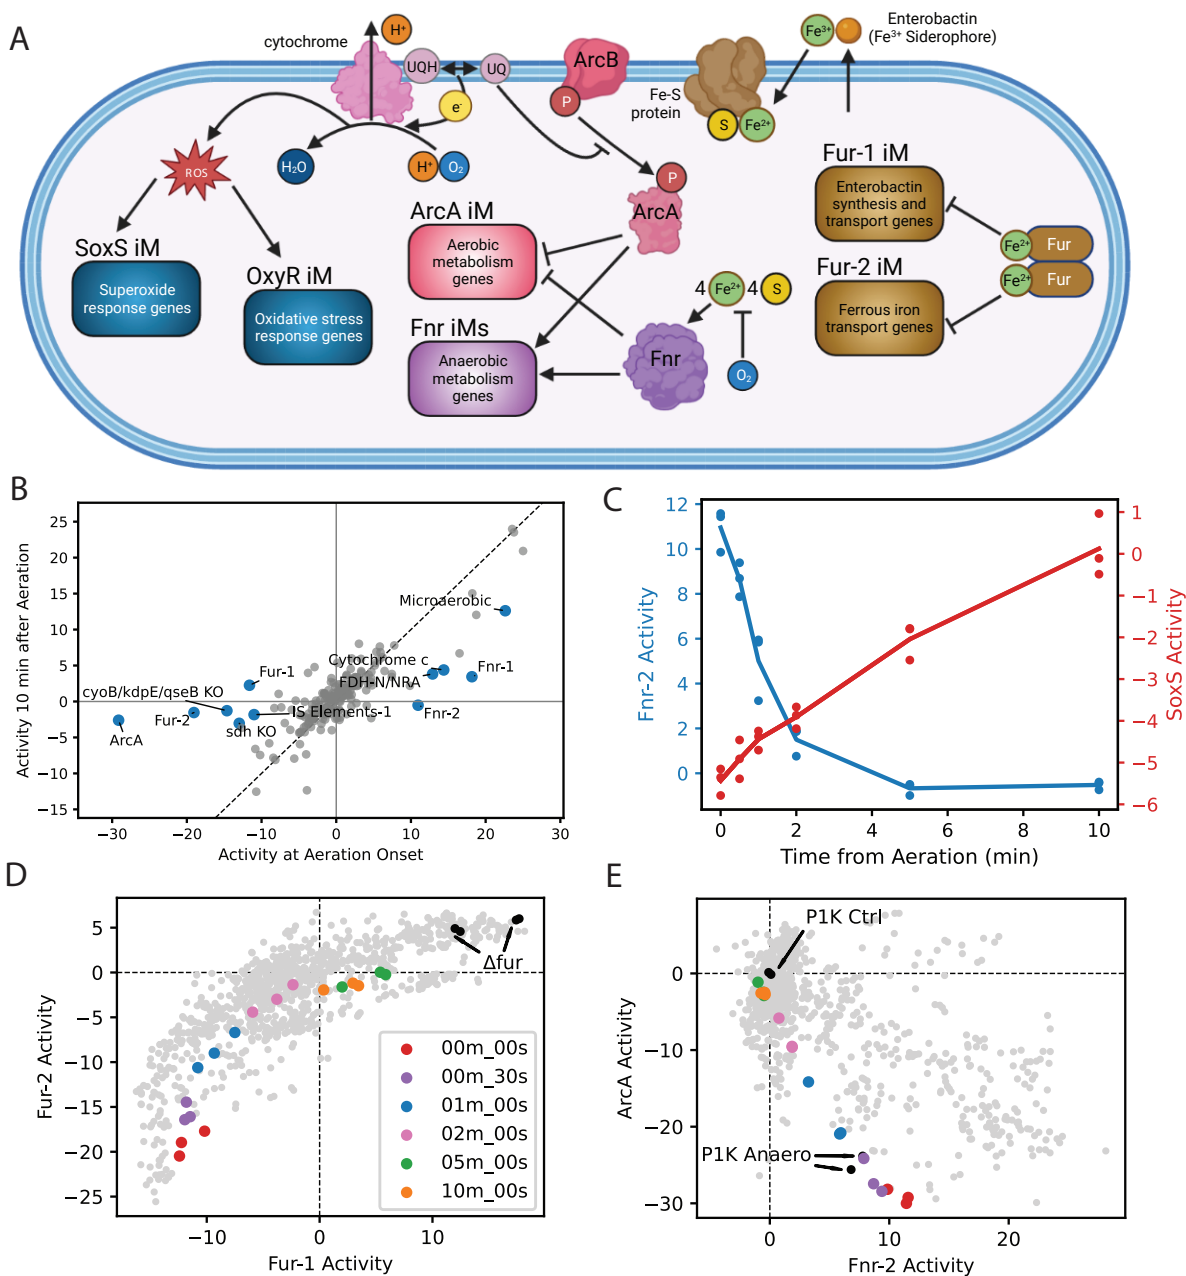 A
cytochrome
H⁺
UQH
UQ
ArcB
P
e⁻
Fe-S
protein
S
Fe²⁺
Fe³⁺
Enterobactin
(Fe³⁺ Siderophore)
ROS
H₂O
H⁺
O₂
P
ArcA
SoxS iM
Superoxide
response genes
OxyR iM
Oxidative stress
response genes
ArcA iM
Aerobic
metabolism
genes
Fnr iMs
Anaerobic
metabolism
genes
4 Fe²⁺ 4 S
Fnr
O₂
Fur-1 iM
Enterobactin
synthesis and
transport genes
Fur-2 iM
Ferrous iron
transport genes
Fe²⁺ Fur
Fe²⁺ Fur
B
Activity 10 min after Aeration
25
20
15
10
5
0
−5
−10
−15
−30
−20
−10
0
10
20
30
Activity at Aeration Onset
Microaerobic
Cytochrome c
FDH-N/NRA
Fnr-1
Fnr-2
Fur-1
cyoB/kdpE/qseB KO
Fur-2
IS Elements-1
sdh KO
ArcA
C
Fnr-2 Activity
12
10
8
6
4
2
0
0
2
4
6
8
10
Time from Aeration (min)
1
0
−1
−2
−3
−4
−5
−6
SoxS Activity
D
Fur-2 Activity
5
0
−5
−10
−15
−20
−25
−10
0
10
Fur-1 Activity
Δfur
00m_00s
00m_30s
01m_00s
02m_00s
05m_00s
10m_00s
E
ArcA Activity
0
−10
−20
−30
0
10
20
Fnr-2 Activity
P1K Ctrl
P1K Anaero